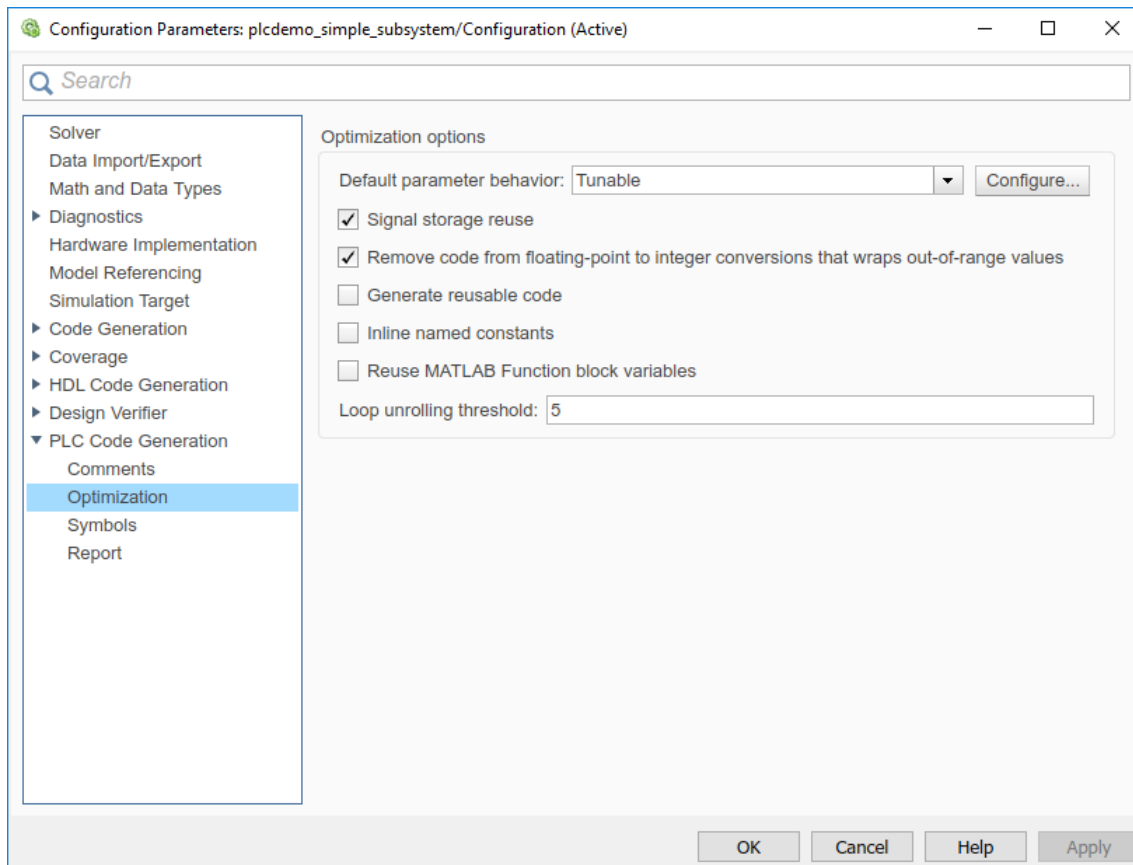 Configuration Parameters: plcdemo_simple_subsystem/Configuration (Active)
Search
Solver
Data Import/Export
Math and Data Types
Diagnostics
Hardware Implementation
Model Referencing
Simulation Target
Code Generation
Coverage
HDL Code Generation
Design Verifier
PLC Code Generation
Comments
Optimization
Symbols
Report
Optimization options
Default parameter behavior: Tunable Configure...
Signal storage reuse
Remove code from floating-point to integer conversions that wraps out-of-range values
Generate reusable code
Inline named constants
Reuse MATLAB Function block variables
Loop unrolling threshold: 5
OK Cancel Help Apply